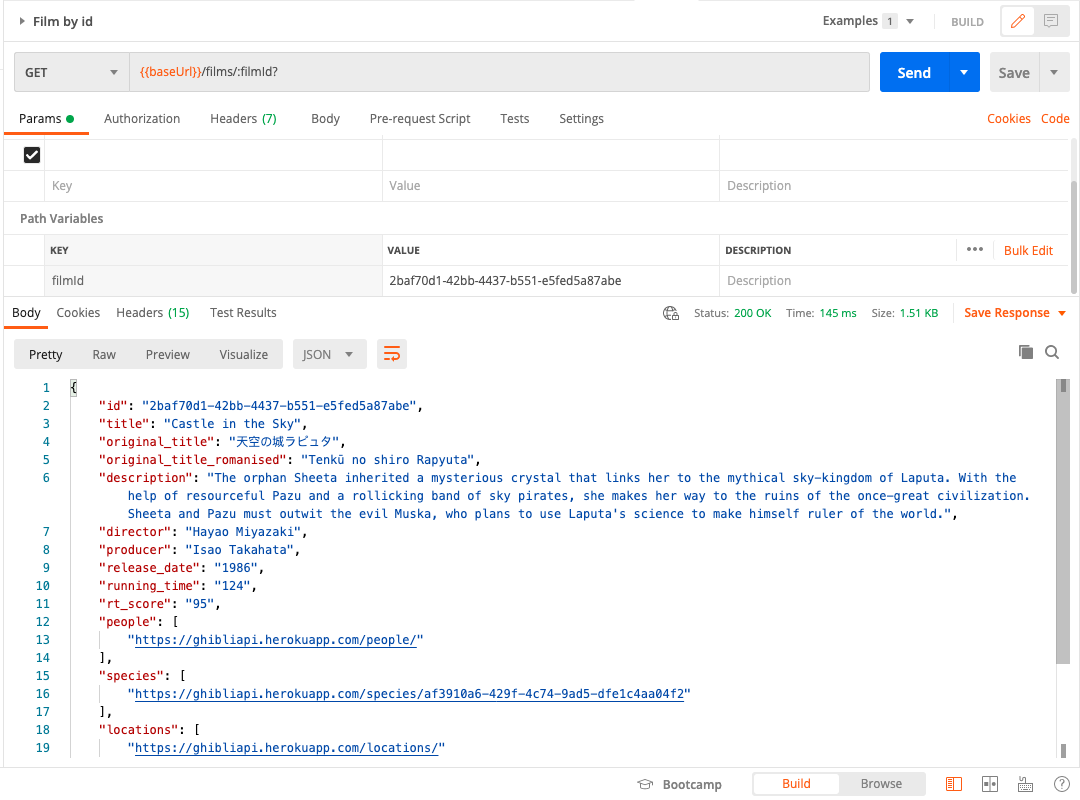 Film by id Examples 1 BUILD
GET {{baseUrl}}/films/:filmId? Send Save
Params Authorization Headers (7) Body Pre-request Script Tests Settings Cookies Code
Key Value Description
Path Variables
KEY VALUE DESCRIPTION ••• Bulk Edit
filmId 2baf70d1-42bb-4437-b551-e5fed5a87abe Description
Body Cookies Headers (15) Test Results Status: 200 OK Time: 145 ms Size: 1.51 KB Save Response
Pretty Raw Preview Visualize JSON
1 {
2 "id": "2baf70d1-42bb-4437-b551-e5fed5a87abe",
3 "title": "Castle in the Sky",
4 "original_title": "天空の城ラピュタ",
5 "original_title_romanised": "Tenkū no shiro Rapyuta",
6 "description": "The orphan Sheeta inherited a mysterious crystal that links her to the mythical sky-kingdom of Laputa. With the
help of resourceful Pazu and a rollicking band of sky pirates, she makes her way to the ruins of the once-great civilization.
Sheeta and Pazu must outwit the evil Muska, who plans to use Laputa's science to make himself ruler of the world.",
7 "director": "Hayao Miyazaki",
8 "producer": "Isao Takahata",
9 "release_date": "1986",
10 "running_time": "124",
11 "rt_score": "95",
12 "people": [
13 "https://ghibliapi.herokuapp.com/people/"
14 ],
15 "species": [
16 "https://ghibliapi.herokuapp.com/species/af3910a6-429f-4c74-9ad5-dfe1c4aa04f2"
17 ],
18 "locations": [
19 "https://ghibliapi.herokuapp.com/locations/"
Bootcamp Build Browse